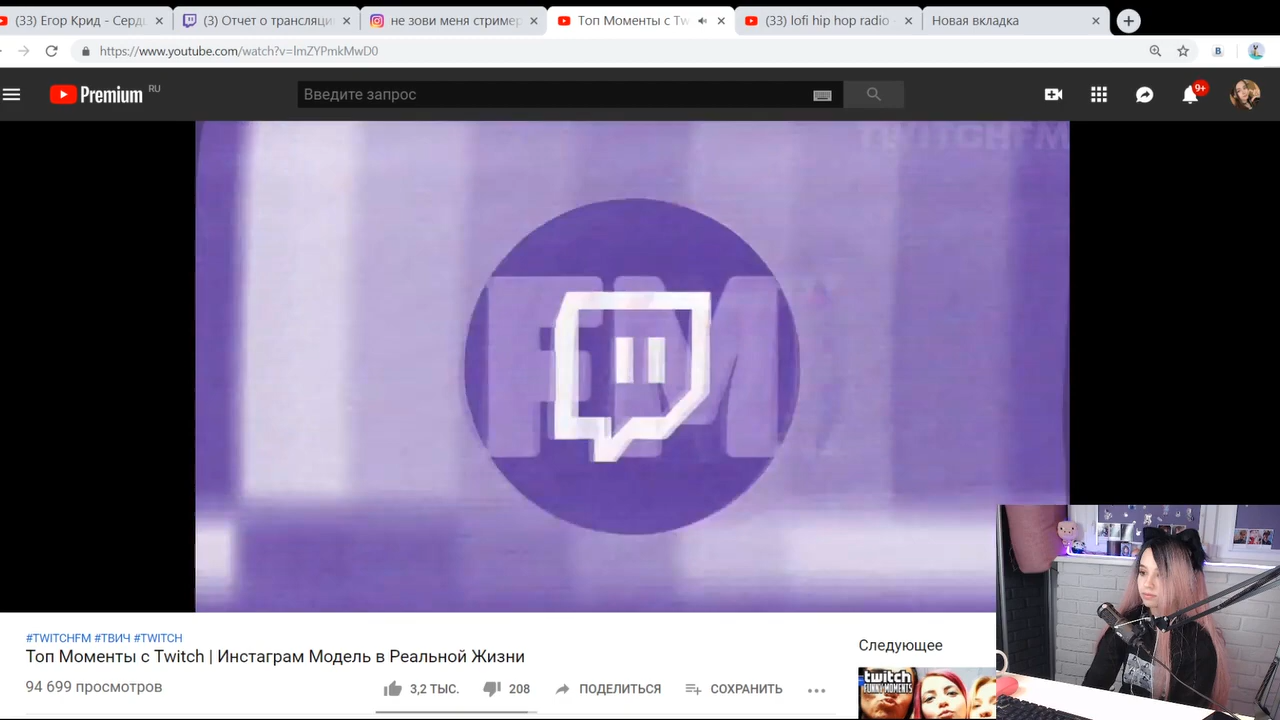 (33) Егор Крид - Сердц
(3) Отчет о трансляции
не зови меня стример
Топ Моменты с Tw
(33) lofi hip hop radio -
Новая вкладка
https://www.youtube.com/watch?v=lmZYPmkMwD0
B
Premium RU
Введите запрос
9+
TWITCHFM
FM
#TWITCHFM #ТВИЧ #TWITCH
Топ Моменты с Twitch | Инстаграм Модель в Реальной Жизни
94 699 просмотров
3,2 ТЫС.
208
ПОДЕЛИТЬСЯ
СОХРАНИТЬ
Следующее
twitch
FUNNY MOMENTS